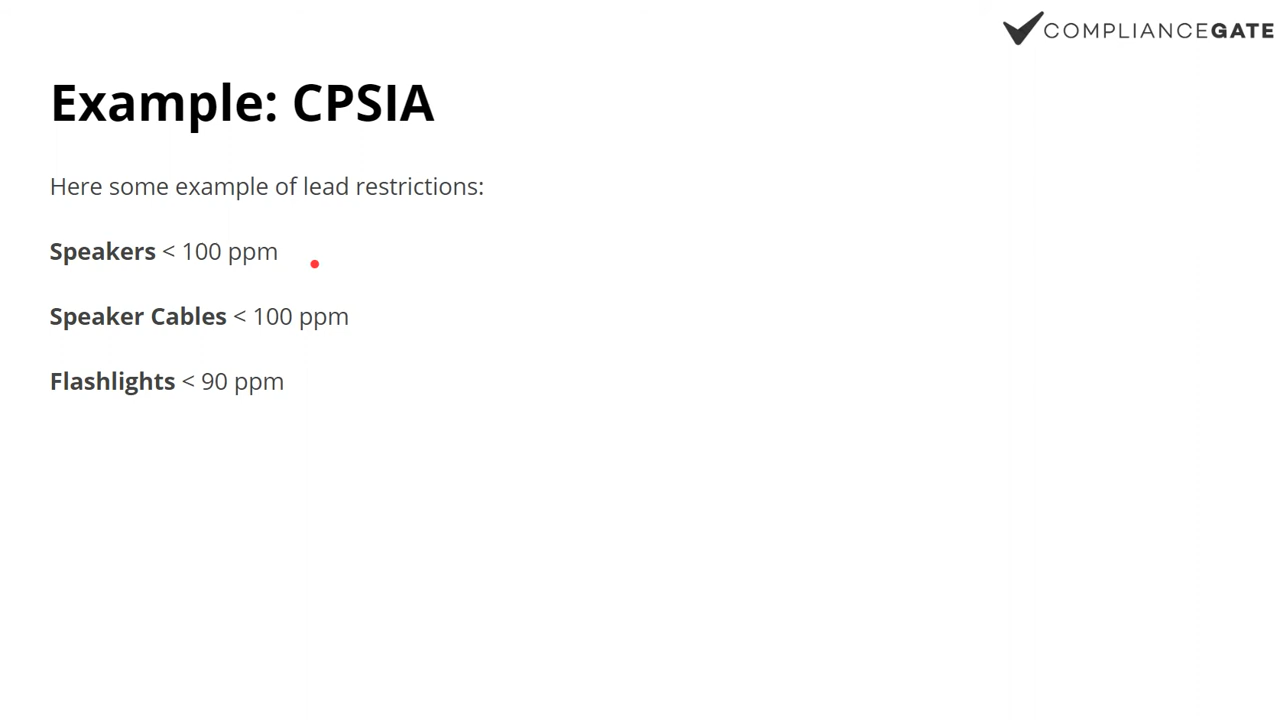 COMPLIANCEGATE
Example: CPSIA
Here some example of lead restrictions:
Speakers < 100 ppm
Speaker Cables < 100 ppm
Flashlights < 90 ppm